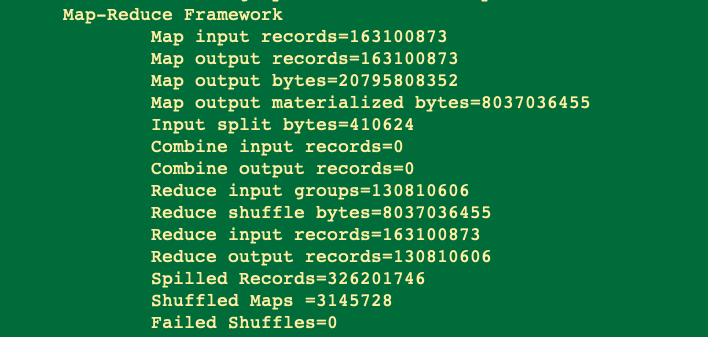 Map-Reduce Framework
Map input records=163100873
Map output records=163100873
Map output bytes=20795808352
Map output materialized bytes=8037036455
Input split bytes=410624
Combine input records=0
Combine output records=0
Reduce input groups=130810606
Reduce shuffle bytes=8037036455
Reduce input records=163100873
Reduce output records=130810606
Spilled Records=326201746
Shuffled Maps =3145728
Failed Shuffles=0